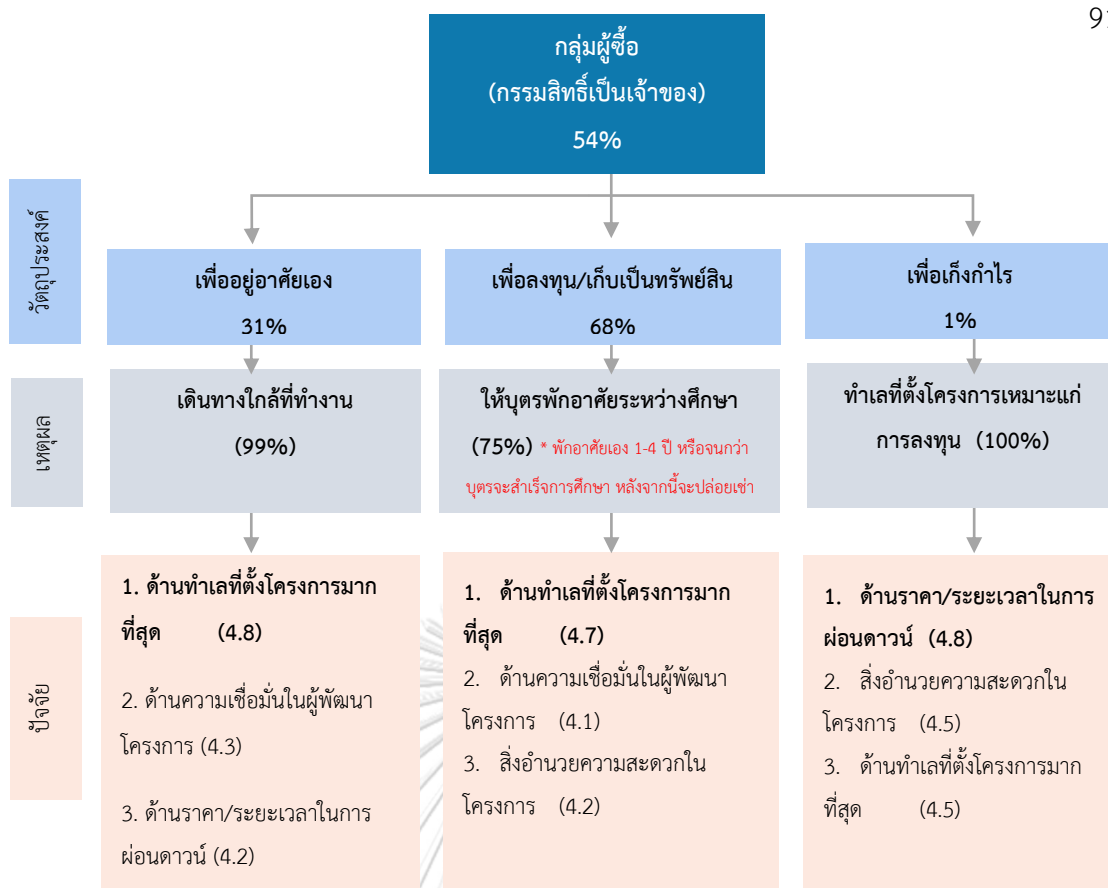 กลุ่มผู้ซื้อ
(กรรมสิทธิ์เป็นเจ้าของ)
54%
วัตถุประสงค์
เพื่ออยู่อาศัยเอง
31%
เพื่อลงทุน/เก็บเป็นทรัพย์สิน
68%
เพื่อเก็งกำไร
1%
เหตุผล
เดินทางใกล้ที่ทำงาน
(99%)
ให้บุตรพักอาศัยระหว่างศึกษา
(75%) * พักอาศัยเอง 1-4 ปี หรือจนกว่า
บุตรจะสำเร็จการศึกษา หลังจากนี้จะปล่อยเช่า
ทำเลที่ตั้งโครงการเหมาะแก่
การลงทุน (100%)
ปัจจัย
1. ด้านทำเลที่ตั้งโครงการมาก
ที่สุด (4.8)
2. ด้านความเชื่อมั่นในผู้พัฒนา
โครงการ (4.3)
3. ด้านราคา/ระยะเวลาในการ
ผ่อนดาวน์ (4.2)
1. ด้านทำเลที่ตั้งโครงการมาก
ที่สุด (4.7)
2. ด้านความเชื่อมั่นในผู้พัฒนา
โครงการ (4.1)
3. สิ่งอำนวยความสะดวกใน
โครงการ (4.2)
1. ด้านราคา/ระยะเวลาในการ
ผ่อนดาวน์ (4.8)
2. สิ่งอำนวยความสะดวกใน
โครงการ (4.5)
3. ด้านทำเลที่ตั้งโครงการมาก
ที่สุด (4.5)